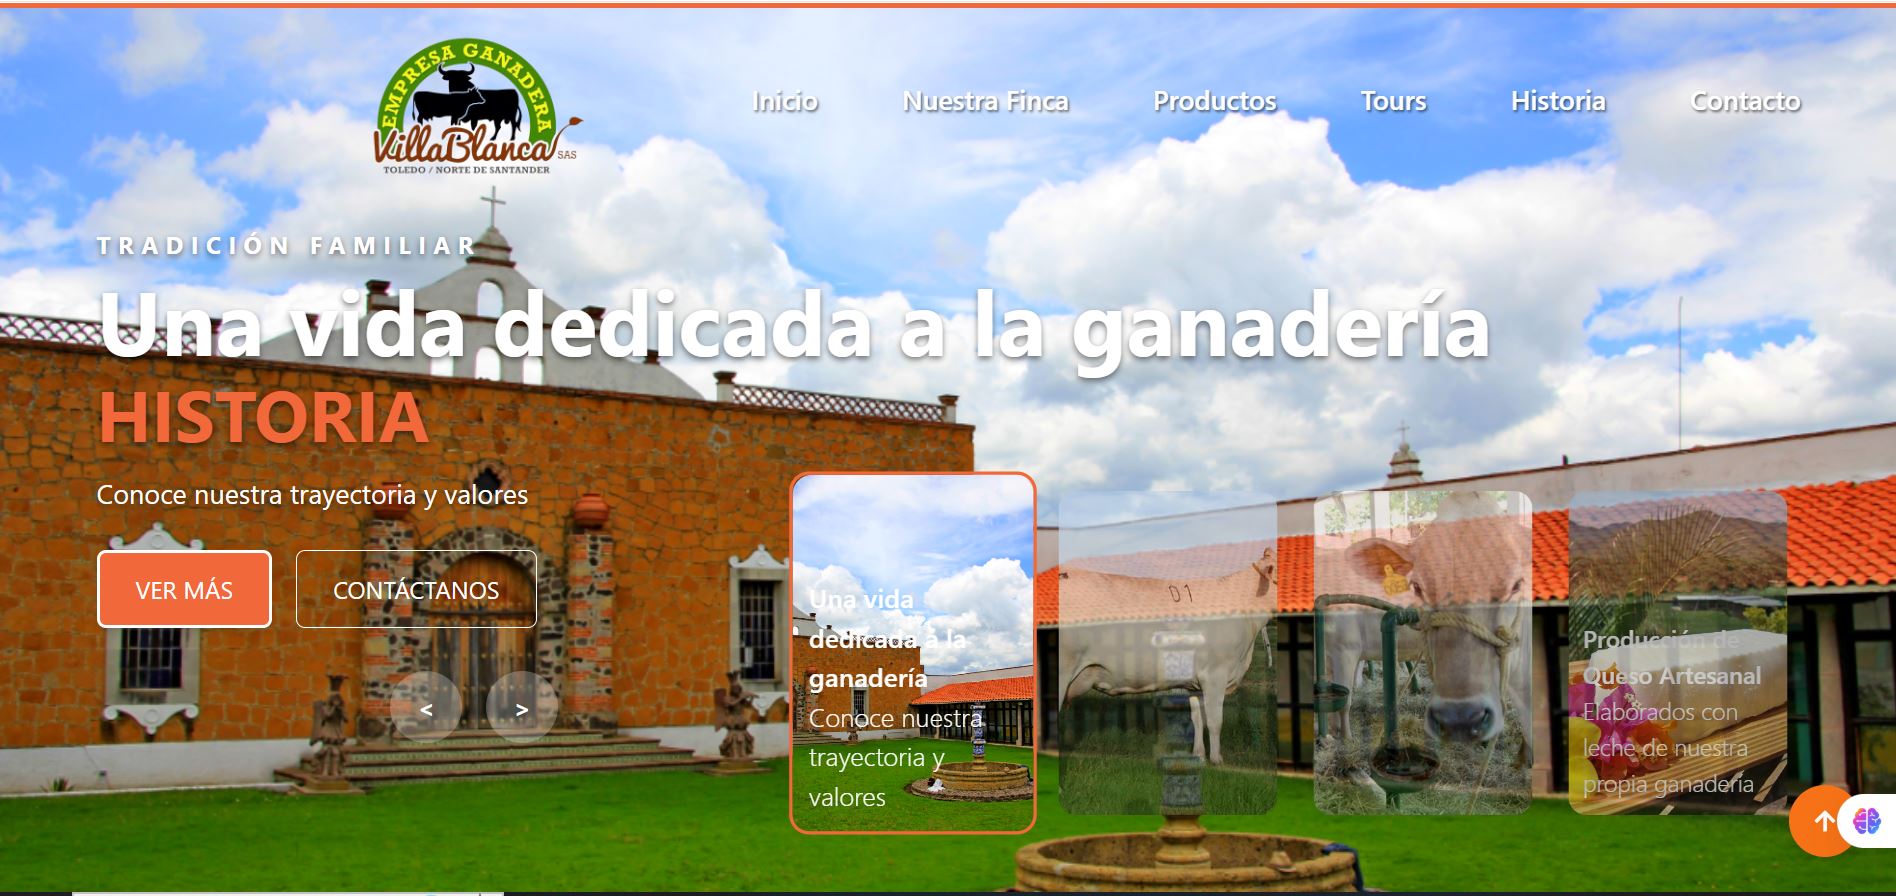 EMPRESA GANADERA
VillaBlanca SAS
TOLEDO / NORTE DE SANTANDER
Inicio
Nuestra Finca
Productos
Tours
Historia
Contacto
TRADICIÓN FAMILIAR
Una vida dedicada a la ganadería
HISTORIA
Conoce nuestra trayectoria y valores
VER MÁS
CONTÁCTANOS
<
>
Una vida
dedicada a la
ganadería
Conoce nuestra
trayectoria y
valores
01
Producción de
Queso Artesanal
Elaborados con
leche de nuestra
propia ganadería